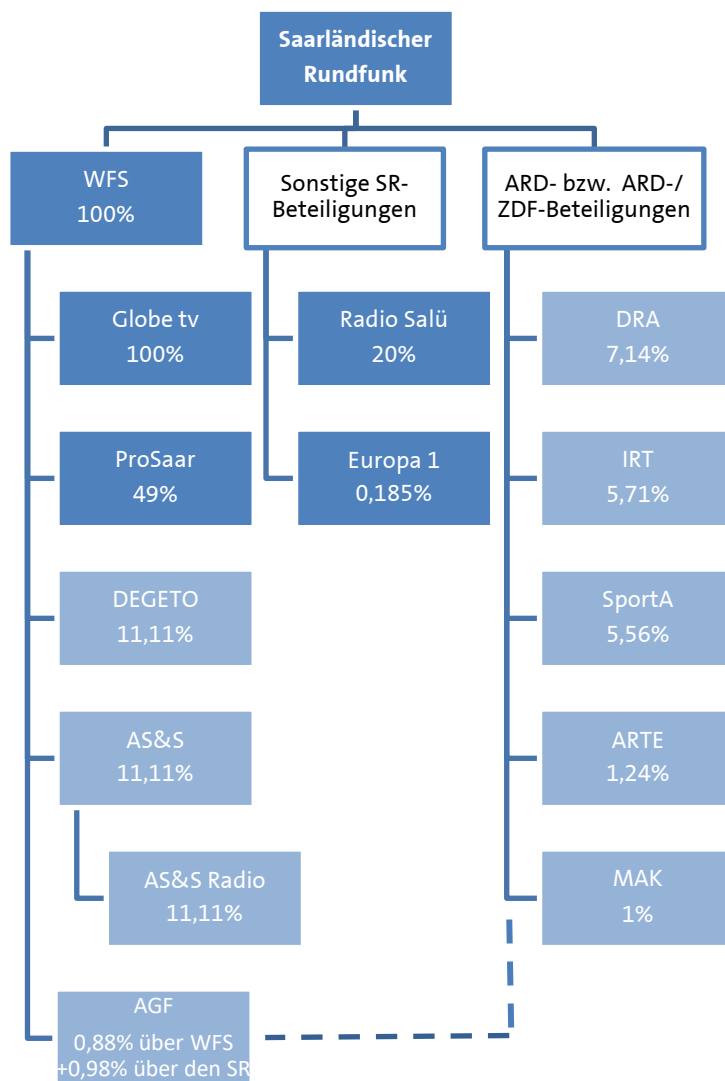 Saarländischer
Rundfunk
WFS
100%
Sonstige SR-
Beteiligungen
ARD- bzw. ARD-/
ZDF-Beteiligungen
Globe tv
100%
ProSaar
49%
DEGETO
11,11%
AS&S
11,11%
AS&S Radio
11,11%
AGF
0,88% über WFS
+0,98% über den SR
Radio Salü
20%
Europa 1
0,185%
DRA
7,14%
IRT
5,71%
SportA
5,56%
ARTE
1,24%
MAK
1%